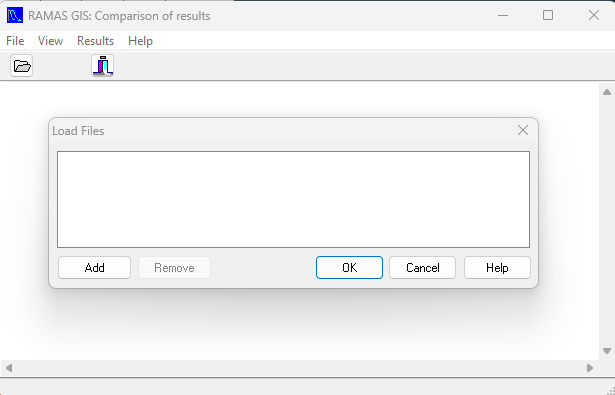 RAMAS GIS: Comparison of results
File View Results Help
Load Files
Add Remove OK Cancel Help